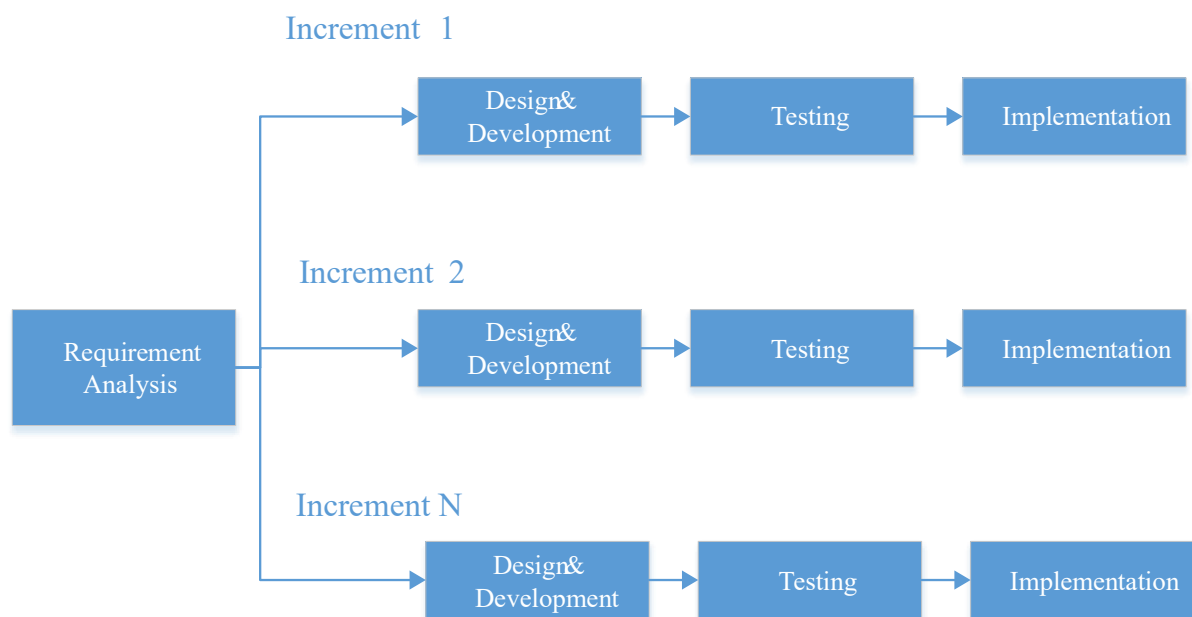 Increment 1
Design&
Development
Testing
Implementation
Increment 2
Requirement
Analysis
Design&
Development
Testing
Implementation
Increment N
Design&
Development
Testing
Implementation